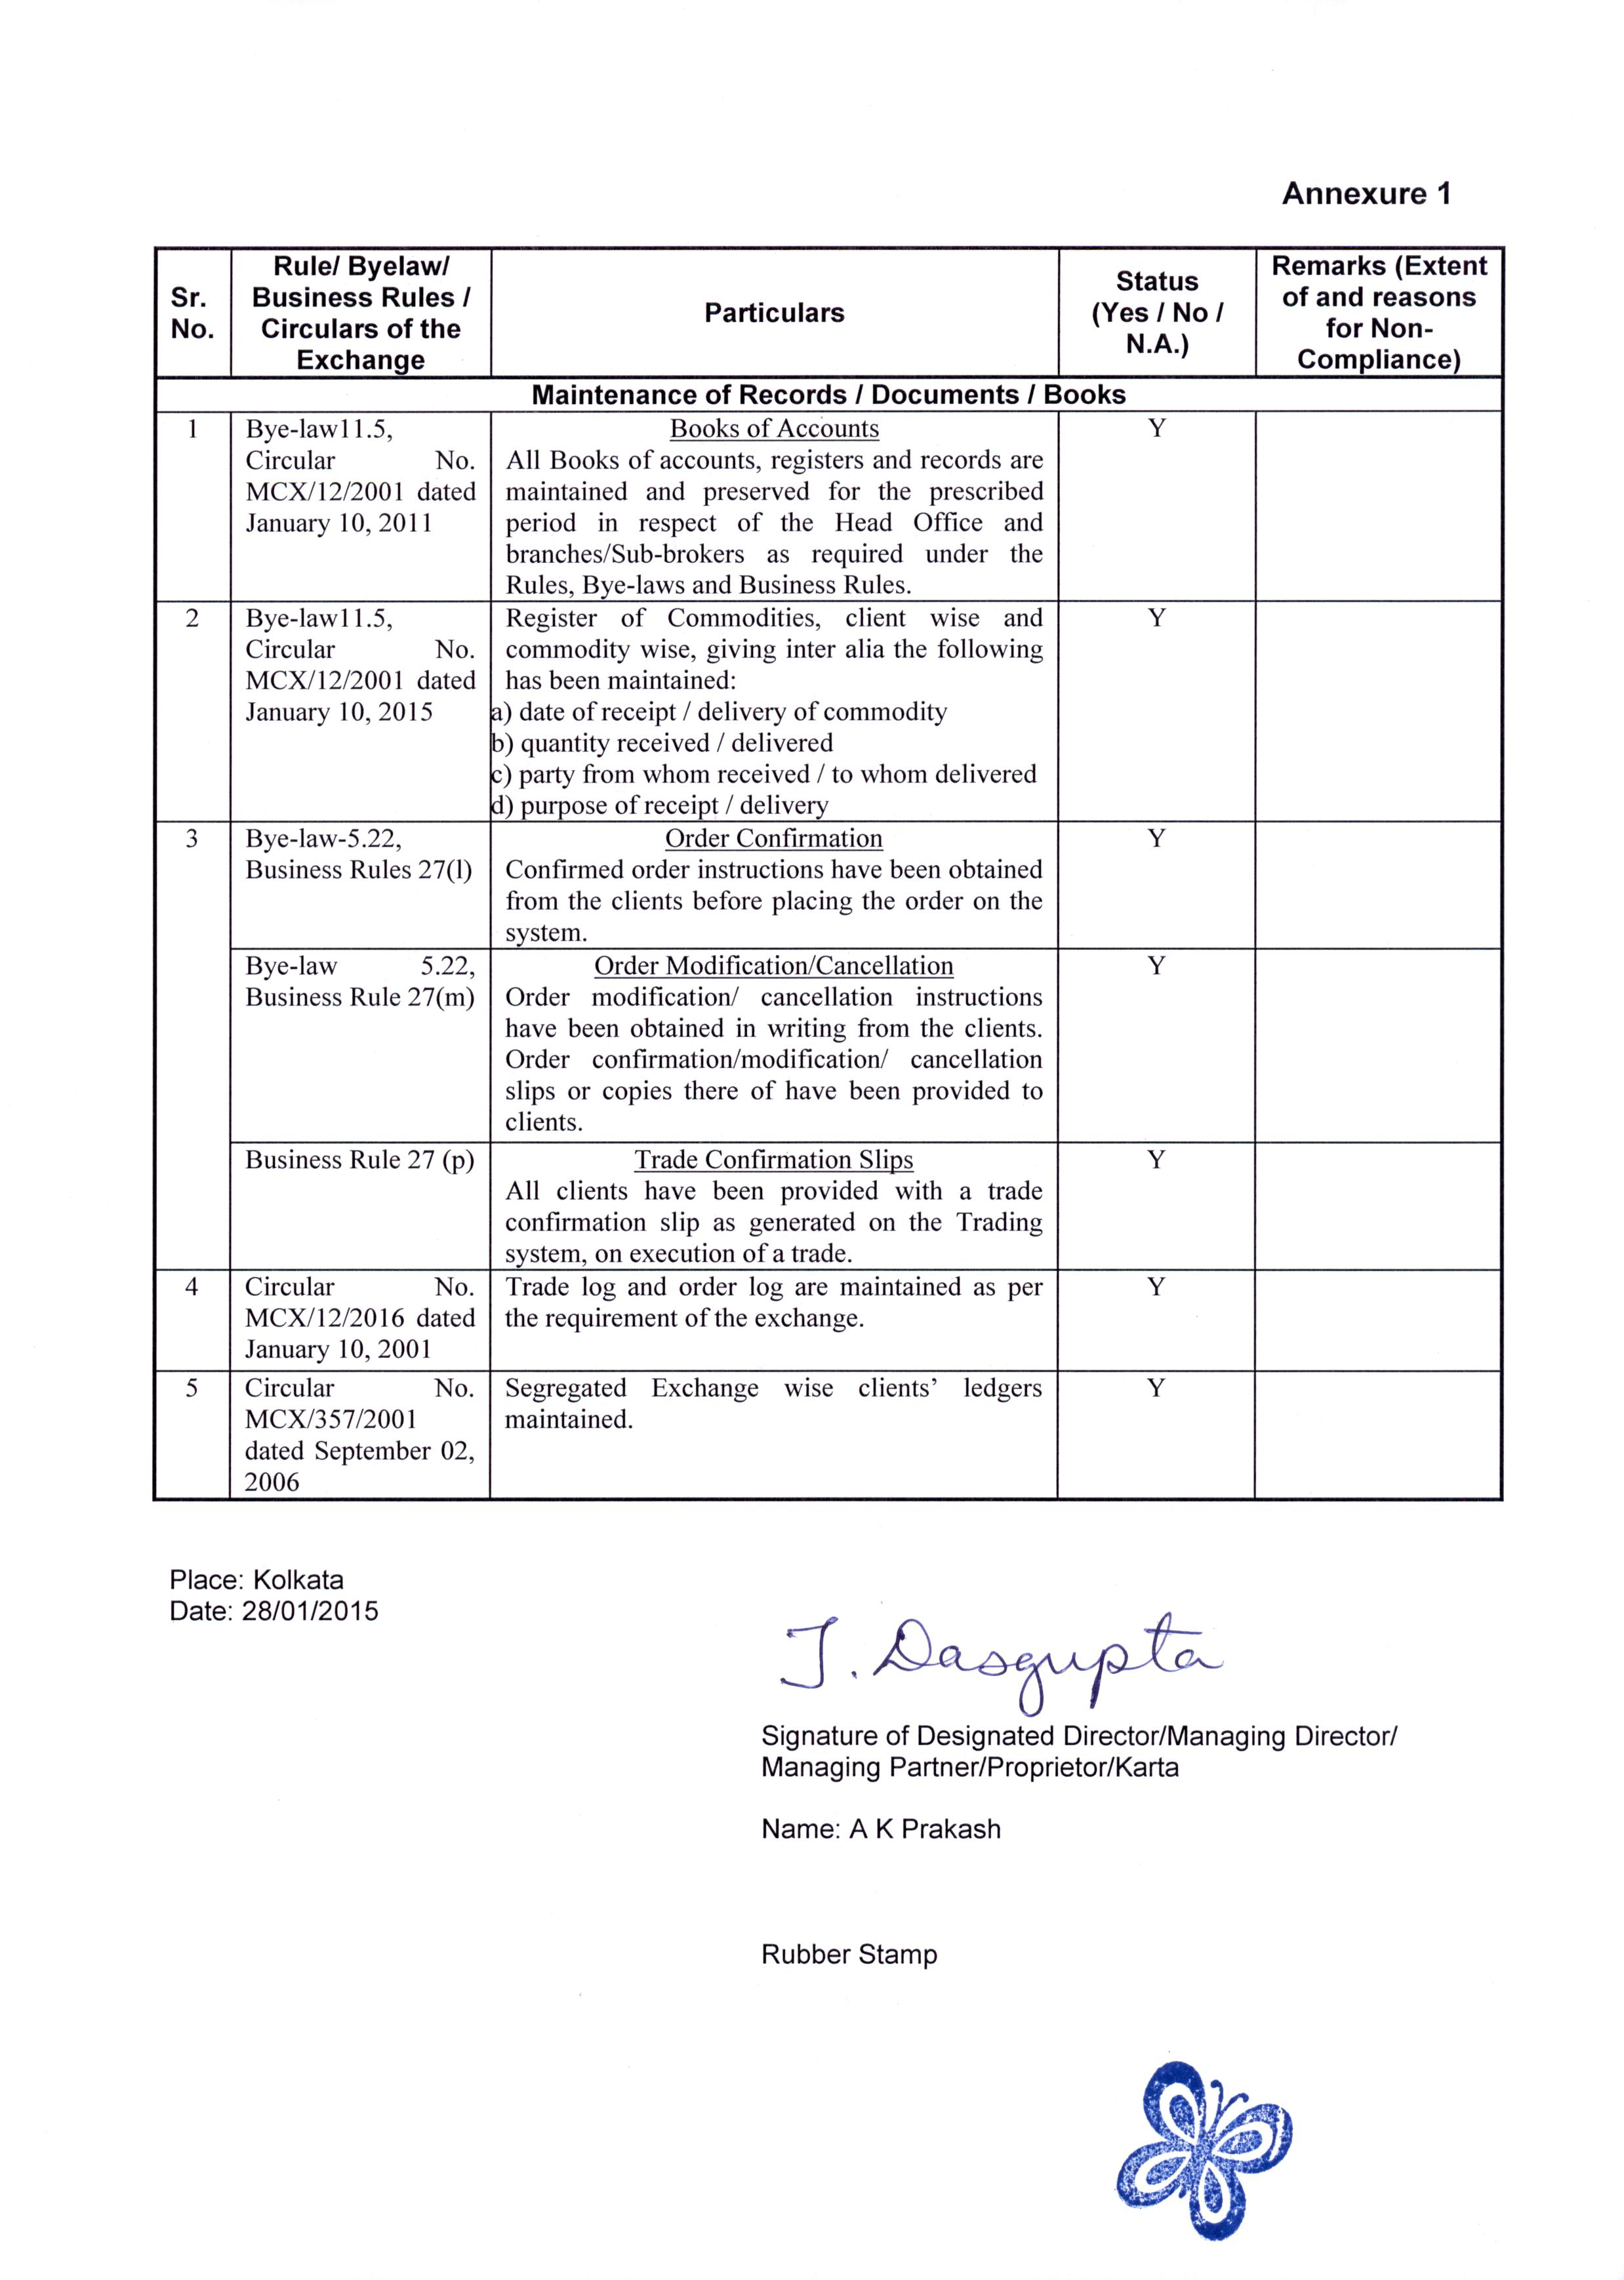 Annexure 1
Sr.
No.
Rule/ Byelaw/
Business Rules /
Circulars of the
Exchange
Particulars
Status
(Yes / No /
N.A.)
Remarks (Extent
of and reasons
for Non-
Compliance)
Maintenance of Records / Documents / Books
1
Bye-law11.5,
Circular No.
MCX/12/2001 dated
January 10, 2011
Books of Accounts
All Books of accounts, registers and records are
maintained and preserved for the prescribed
period in respect of the Head Office and
branches/Sub-brokers as required under the
Rules, Bye-laws and Business Rules.
Y
2
Bye-law11.5,
Circular No.
MCX/12/2001 dated
January 10, 2015
Register of Commodities, client wise and
commodity wise, giving inter alia the following
has been maintained:
a) date of receipt / delivery of commodity
b) quantity received / delivered
c) party from whom received / to whom delivered
d) purpose of receipt / delivery
Y
3
Bye-law-5.22,
Business Rules 27(l)
Order Confirmation
Confirmed order instructions have been obtained
from the clients before placing the order on the
system.
Y
Bye-law 5.22,
Business Rule 27(m)
Order Modification/Cancellation
Order modification/ cancellation instructions
have been obtained in writing from the clients.
Order confirmation/modification/ cancellation
slips or copies there of have been provided to
clients.
Y
Business Rule 27 (p)
Trade Confirmation Slips
All clients have been provided with a trade
confirmation slip as generated on the Trading
system, on execution of a trade.
Y
4
Circular No.
MCX/12/2016 dated
January 10, 2001
Trade log and order log are maintained as per
the requirement of the exchange.
Y
5
Circular No.
MCX/357/2001
dated September 02,
2006
Segregated Exchange wise clients’ ledgers
maintained.
Y
Place: Kolkata
Date: 28/01/2015
J. Dasgupta
Signature of Designated Director/Managing Director/
Managing Partner/Proprietor/Karta
Name: A K Prakash
Rubber Stamp